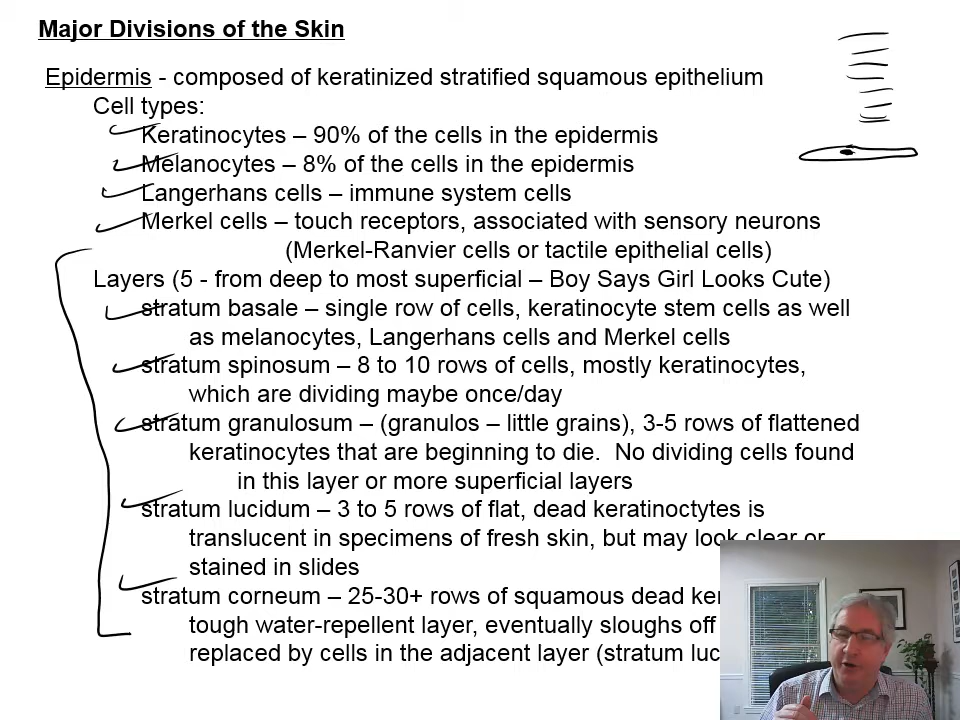 Major Divisions of the Skin
Epidermis - composed of keratinized stratified squamous epithelium
Cell types:
Keratinocytes – 90% of the cells in the epidermis
Melanocytes – 8% of the cells in the epidermis
Langerhans cells – immune system cells
Merkel cells – touch receptors, associated with sensory neurons
(Merkel-Ranvier cells or tactile epithelial cells)
Layers (5 - from deep to most superficial – Boy Says Girl Looks Cute)
stratum basale – single row of cells, keratinocyte stem cells as well
as melanocytes, Langerhans cells and Merkel cells
stratum spinosum – 8 to 10 rows of cells, mostly keratinocytes,
which are dividing maybe once/day
stratum granulosum – (granulos – little grains), 3-5 rows of flattened
keratinocytes that are beginning to die. No dividing cells found
in this layer or more superficial layers
stratum lucidum – 3 to 5 rows of flat, dead keratinoctytes is
translucent in specimens of fresh skin, but may look clear or
stained in slides
stratum corneum – 25-30+ rows of squamous dead
tough water-repellent layer, eventually sloughs off
replaced by cells in the adjacent layer (stratum